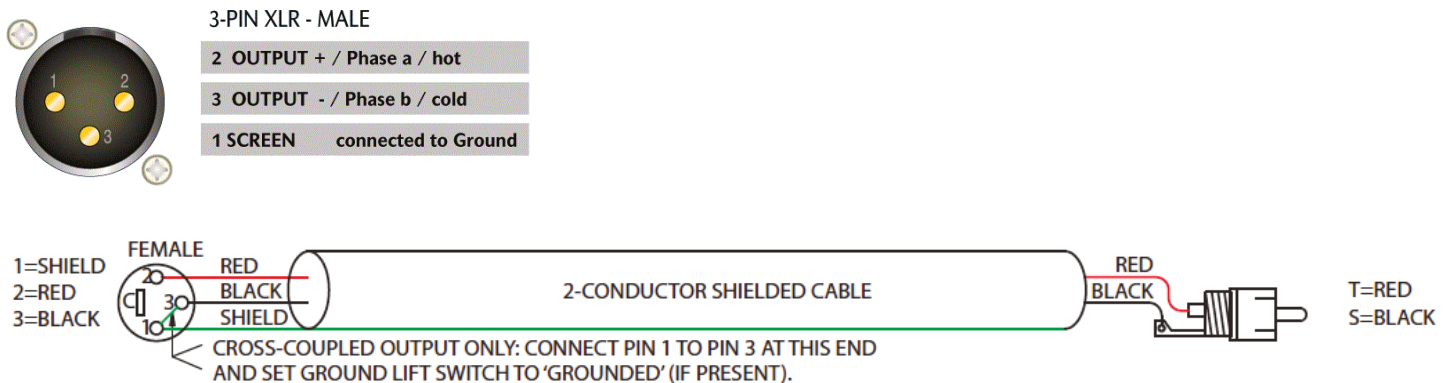 3-PIN XLR - MALE
1
2
3
2 OUTPUT + / Phase a / hot
3 OUTPUT - / Phase b / cold
1 SCREEN connected to Ground
FEMALE
1=SHIELD
2=RED
3=BLACK
2
3
1
C
RED
BLACK
SHIELD
2-CONDUCTOR SHIELDED CABLE
RED
BLACK
T=RED
S=BLACK
CROSS-COUPLED OUTPUT ONLY: CONNECT PIN 1 TO PIN 3 AT THIS END
AND SET GROUND LIFT SWITCH TO ‘GROUNDED’ (IF PRESENT).